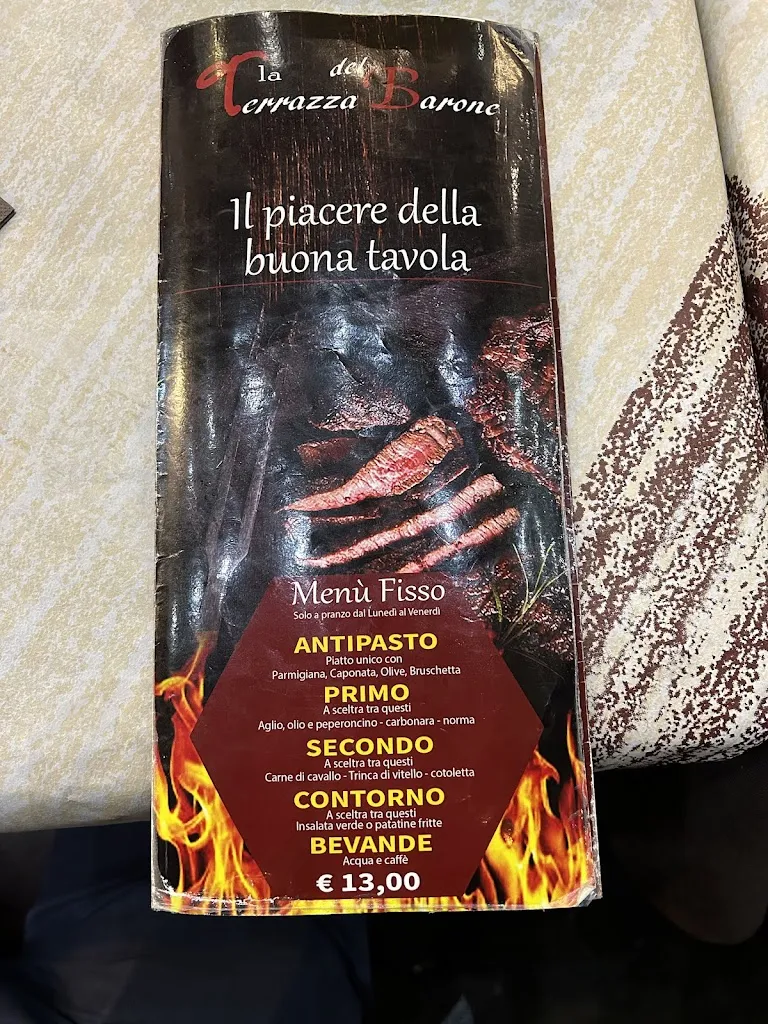 la del
Terrazza Barone
Il piacere della
buona tavola
Menù Fisso
Solo a pranzo dal Lunedì al Venerdì
ANTIPASTO
Piatto unico con
Parmigiana, Caponata, Olive, Bruschetta
PRIMO
A sceltra tra questi
Aglio, olio e peperoncino - carbonara - norma
SECONDO
A sceltra tra questi
Carne di cavallo - Trinca di vitello - cotoletta
CONTORNO
A sceltra tra questi
Insalata verde o patatine fritte
BEVANDE
Acqua e caffè
€ 13,00